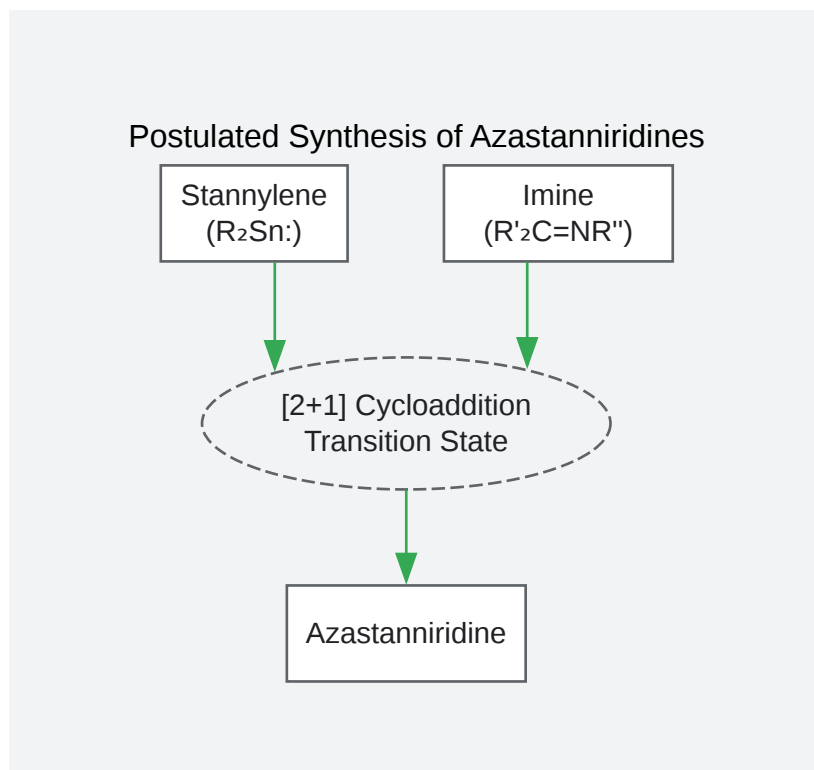 Postulated Synthesis of Azastanniridines
Stannylene
(R₂Sn:)
Imine
(R'₂C=NR")
[2+1] Cycloaddition
Transition State
Azastanniridine